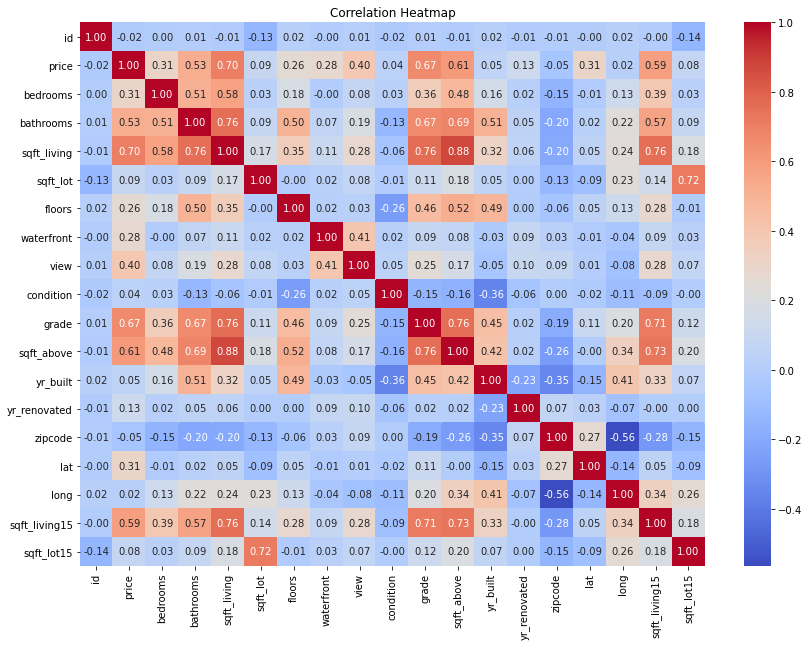 Correlation Heatmap
id 1.00 -0.02 0.00 0.01 -0.01 -0.13 0.02 -0.00 0.01 -0.02 0.01 -0.01 0.02 -0.01 -0.01 -0.00 0.02 -0.00 -0.14
price -0.02 1.00 0.31 0.53 0.70 0.09 0.26 0.28 0.40 0.04 0.67 0.61 0.05 0.13 -0.05 0.31 0.02 0.59 0.08
bedrooms 0.00 0.31 1.00 0.51 0.58 0.03 0.18 -0.00 0.08 0.03 0.36 0.48 0.16 0.02 -0.15 -0.01 0.13 0.39 0.03
bathrooms 0.01 0.53 0.51 1.00 0.76 0.09 0.50 0.07 0.19 -0.13 0.67 0.69 0.51 0.05 -0.20 0.02 0.22 0.57 0.09
sqft_living -0.01 0.70 0.58 0.76 1.00 0.17 0.35 0.11 0.28 -0.06 0.76 0.88 0.32 0.06 -0.20 0.05 0.24 0.76 0.18
sqft_lot -0.13 0.09 0.03 0.09 0.17 1.00 -0.00 0.02 0.08 -0.01 0.11 0.18 0.05 0.00 -0.13 -0.09 0.23 0.14 0.72
floors 0.02 0.26 0.18 0.50 0.35 -0.00 1.00 0.02 0.03 -0.26 0.46 0.52 0.49 0.00 -0.06 0.05 0.13 0.28 -0.01
waterfront -0.00 0.28 -0.00 0.07 0.11 0.02 0.02 1.00 0.41 0.02 0.09 0.08 -0.03 0.09 0.03 -0.01 -0.04 0.09 0.03
view 0.01 0.40 0.08 0.19 0.28 0.08 0.03 0.41 1.00 0.05 0.25 0.17 -0.05 0.10 0.09 0.01 -0.08 0.28 0.07
condition -0.02 0.04 0.03 -0.13 -0.06 -0.01 -0.26 0.02 0.05 1.00 -0.15 -0.16 -0.36 -0.06 0.00 -0.02 -0.11 -0.09 -0.00
grade 0.01 0.67 0.36 0.67 0.76 0.11 0.46 0.09 0.25 -0.15 1.00 0.76 0.45 0.02 -0.19 0.11 0.20 0.71 0.12
sqft_above -0.01 0.61 0.48 0.69 0.88 0.18 0.52 0.08 0.17 -0.16 0.76 1.00 0.42 0.02 -0.26 -0.00 0.34 0.73 0.20
yr_built 0.02 0.05 0.16 0.51 0.32 0.05 0.49 -0.03 -0.05 -0.36 0.45 0.42 1.00 -0.23 -0.35 -0.15 0.41 0.33 0.07
yr_renovated -0.01 0.13 0.02 0.05 0.06 0.00 0.00 0.09 0.10 -0.06 0.02 0.02 -0.23 1.00 0.07 0.03 -0.07 -0.00 0.00
zipcode -0.01 -0.05 -0.15 -0.20 -0.20 -0.13 -0.06 0.03 0.09 0.00 -0.19 -0.26 -0.35 0.07 1.00 0.27 -0.56 -0.28 -0.15
lat -0.00 0.31 -0.01 0.02 0.05 -0.09 0.05 -0.01 0.01 -0.02 0.11 -0.00 -0.15 0.03 0.27 1.00 -0.14 0.05 -0.09
long 0.02 0.02 0.13 0.22 0.24 0.23 0.13 -0.04 -0.08 -0.11 0.20 0.34 0.41 -0.07 -0.56 -0.14 1.00 0.34 0.26
sqft_living15 -0.00 0.59 0.39 0.57 0.76 0.14 0.28 0.09 0.28 -0.09 0.71 0.73 0.33 -0.00 -0.28 0.05 0.34 1.00 0.18
sqft_lot15 -0.14 0.08 0.03 0.09 0.18 0.72 -0.01 0.03 0.07 -0.00 0.12 0.20 0.07 0.00 -0.15 -0.09 0.26 0.18 1.00
id price bedrooms bathrooms sqft_living sqft_lot floors waterfront view condition grade sqft_above yr_built yr_renovated zipcode lat long sqft_living15 sqft_lot15
1.0
0.8
0.6
0.4
0.2
0.0
−0.2
−0.4